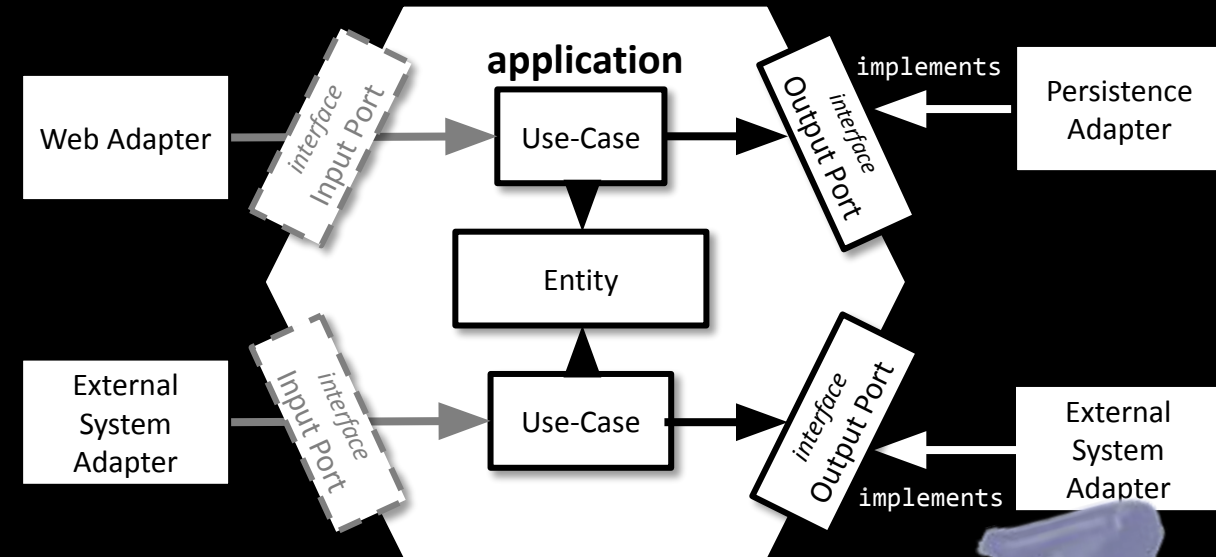 application
Web Adapter
interface
Input Port
Use-Case
interface
Output Port
implements
Persistence
Adapter
Entity
External
System
Adapter
interface
Input Port
Use-Case
interface
Output Port
implements
External
System
Adapter